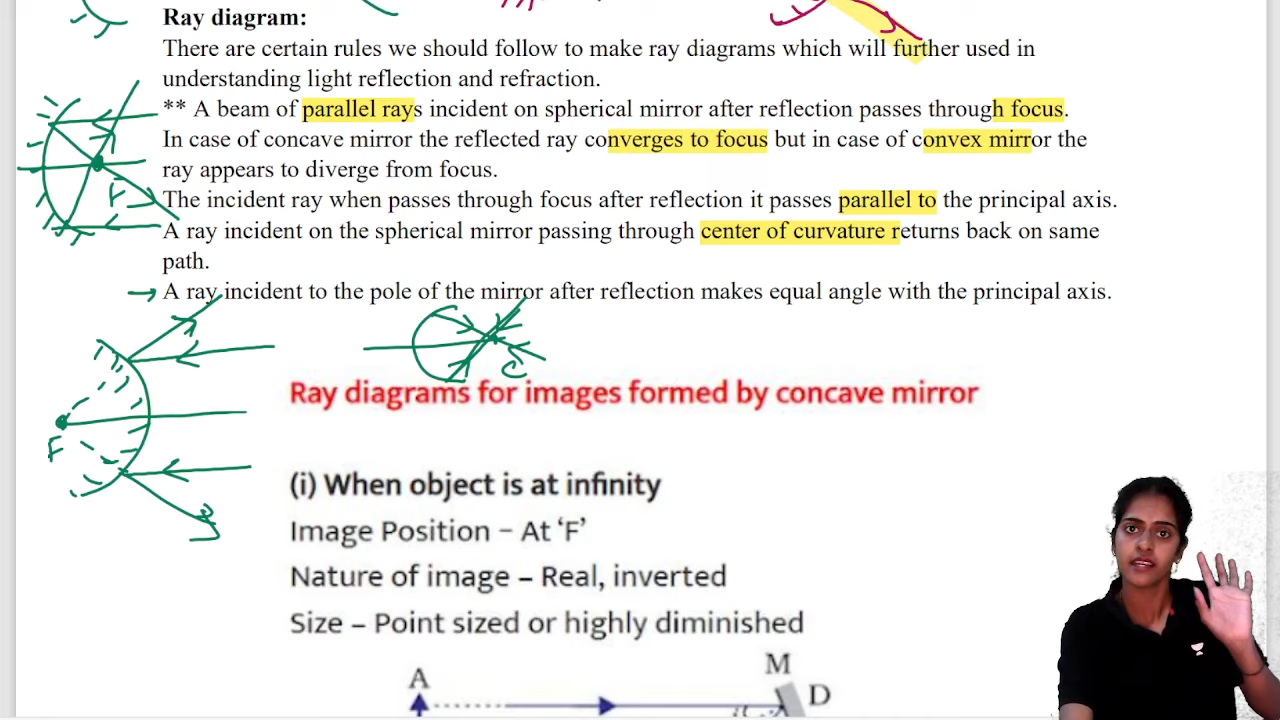 Ray diagram:
There are certain rules we should follow to make ray diagrams which will further used in
understanding light reflection and refraction.
** A beam of parallel rays incident on spherical mirror after reflection passes through focus.
In case of concave mirror the reflected ray converges to focus but in case of convex mirror the
ray appears to diverge from focus.
F
The incident ray when passes through focus after reflection it passes parallel to the principal axis.
A ray incident on the spherical mirror passing through center of curvature returns back on same
path.
A ray incident to the pole of the mirror after reflection makes equal angle with the principal axis.
C
Ray diagrams for images formed by concave mirror
F
(i) When object is at infinity
Image Position – At ‘F’
Nature of image – Real, inverted
Size – Point sized or highly diminished
M
A
D